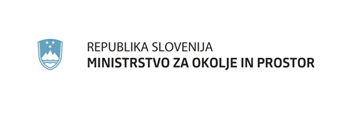 REPUBLIKA SLOVENIJA
MINISTRSTVO ZA OKOLJE IN PROSTOR